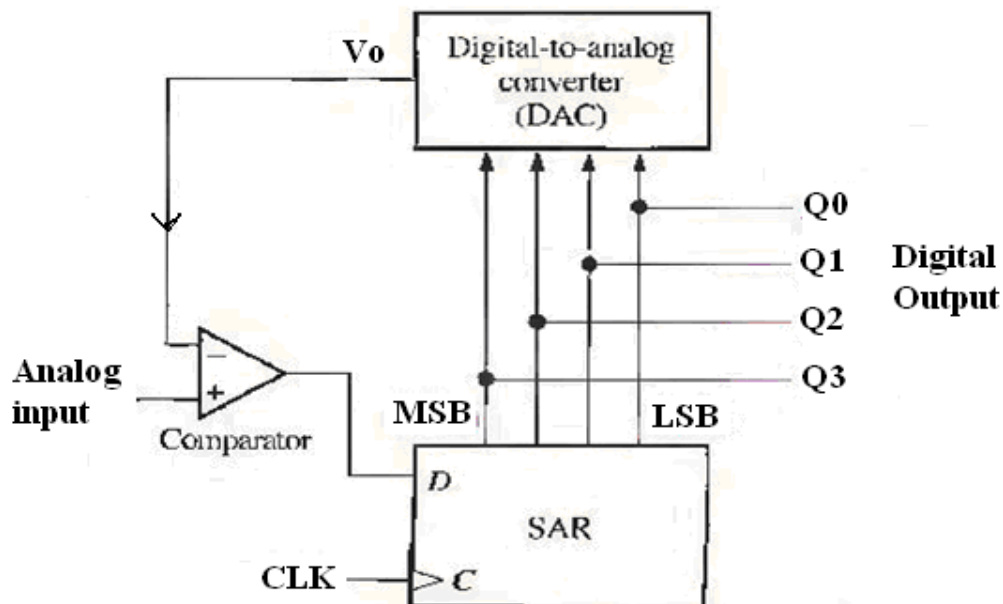 Vo
Digital-to-analog
converter
(DAC)
Q0
Q1
Digital
Output
Q2
Q3
Analog
input
−
+
Comparator
MSB
LSB
D
SAR
CLK
C